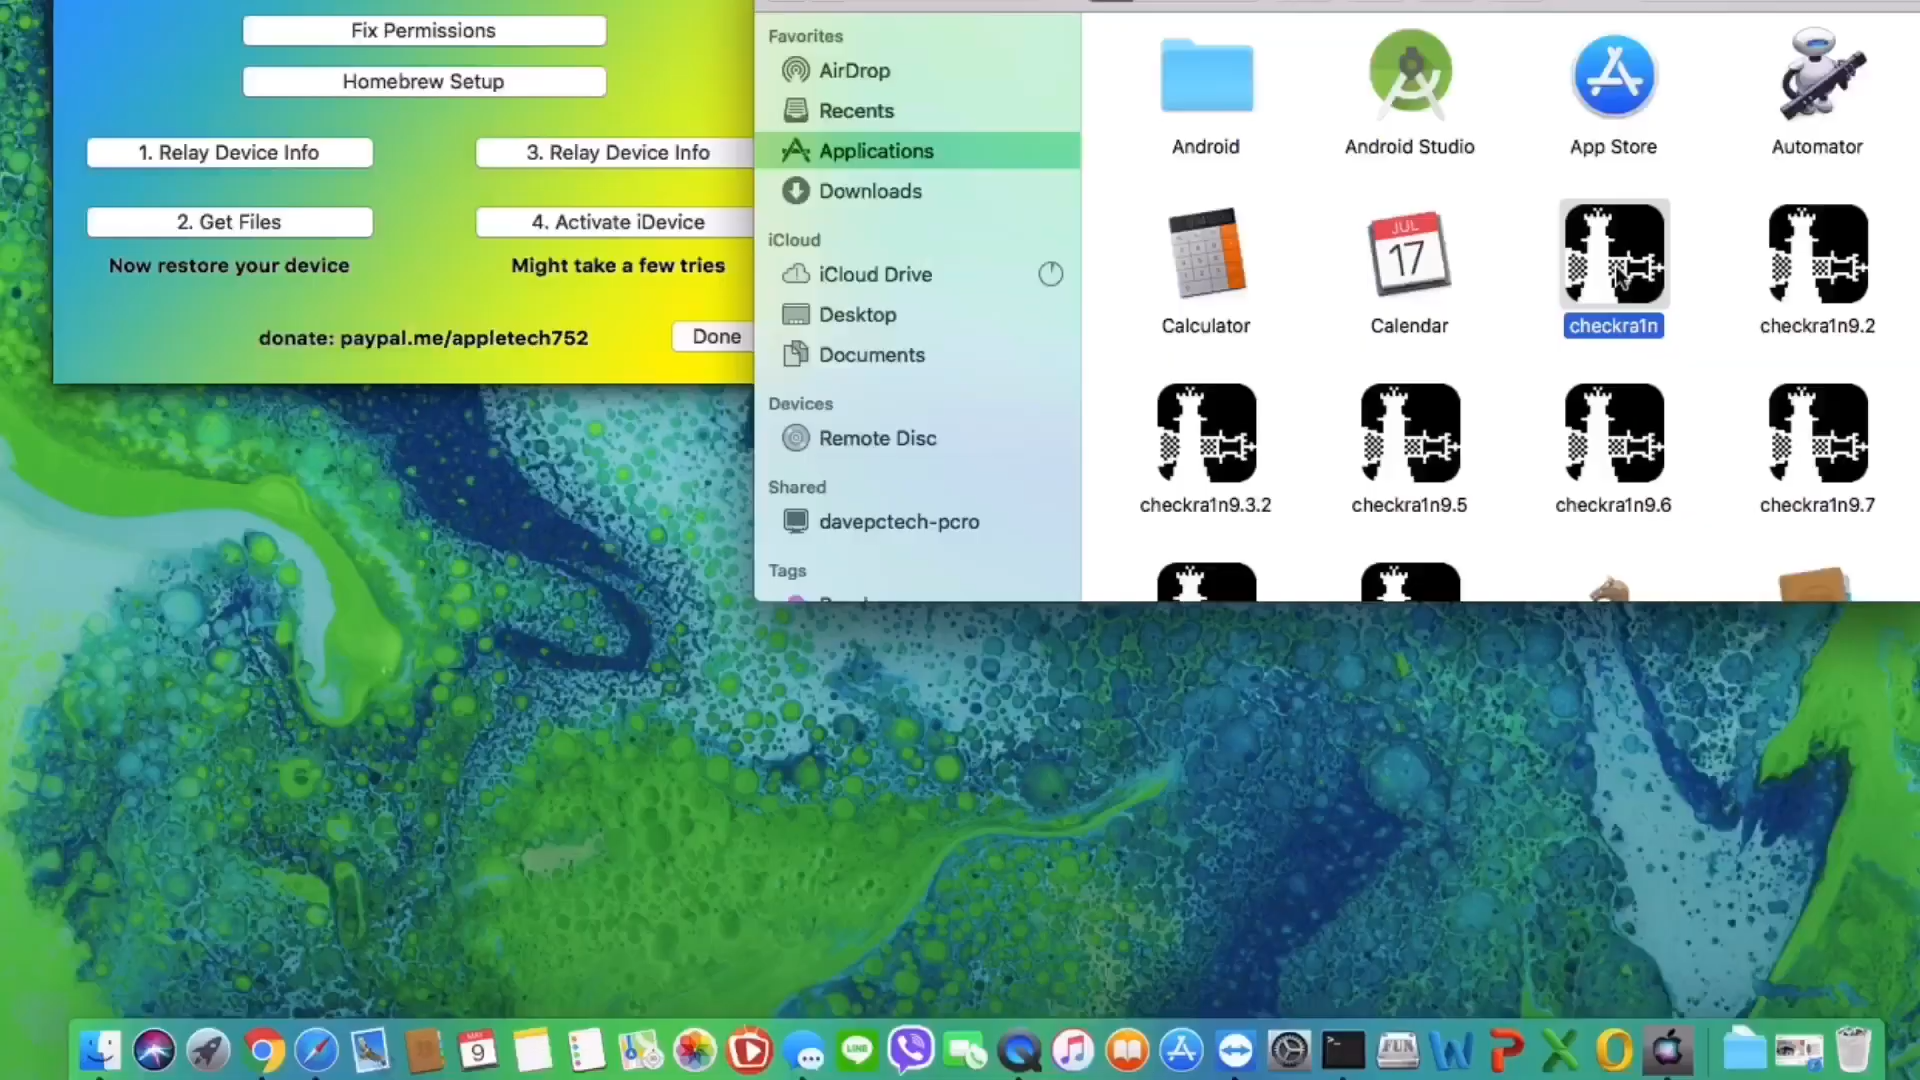 Fix Permissions
Homebrew Setup
1. Relay Device Info
3. Relay Device Info
2. Get Files
4. Activate iDevice
Now restore your device
Might take a few tries
donate: paypal.me/appletech752
Done
Favorites
AirDrop
Recents
Applications
Downloads
iCloud
iCloud Drive
Desktop
Documents
Devices
Remote Disc
Shared
davepctech-pcro
Tags
Android
Android Studio
App Store
Automator
Calculator
JUL
17
Calendar
checkra1n
checkra1n9.2
checkra1n9.3.2
checkra1n9.5
checkra1n9.6
checkra1n9.7
MAY
9
LINE
FUN